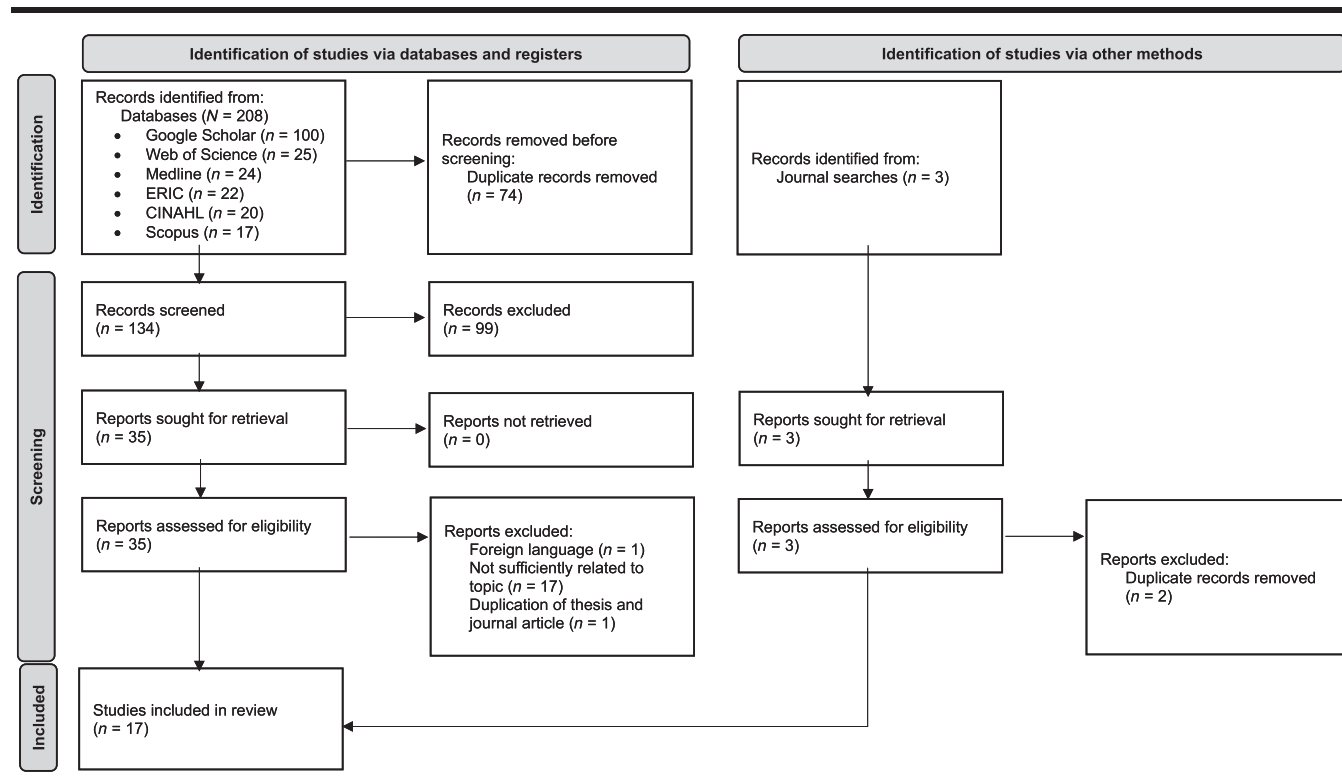 Identification of studies via databases and registers
Identification of studies via other methods
Identification
Records identified from:
Databases (N = 208)
• Google Scholar (n = 100)
• Web of Science (n = 25)
• Medline (n = 24)
• ERIC (n = 22)
• CINAHL (n = 20)
• Scopus (n = 17)
Records removed before
screening:
Duplicate records removed
(n = 74)
Records identified from:
Journal searches (n = 3)
Screening
Records screened
(n = 134)
Records excluded
(n = 99)
Reports sought for retrieval
(n = 35)
Reports not retrieved
(n = 0)
Reports sought for retrieval
(n = 3)
Reports assessed for eligibility
(n = 35)
Reports excluded:
Foreign language (n = 1)
Not sufficiently related to
topic (n = 17)
Duplication of thesis and
journal article (n = 1)
Reports assessed for eligibility
(n = 3)
Reports excluded:
Duplicate records removed
(n = 2)
Included
Studies included in review
(n = 17)